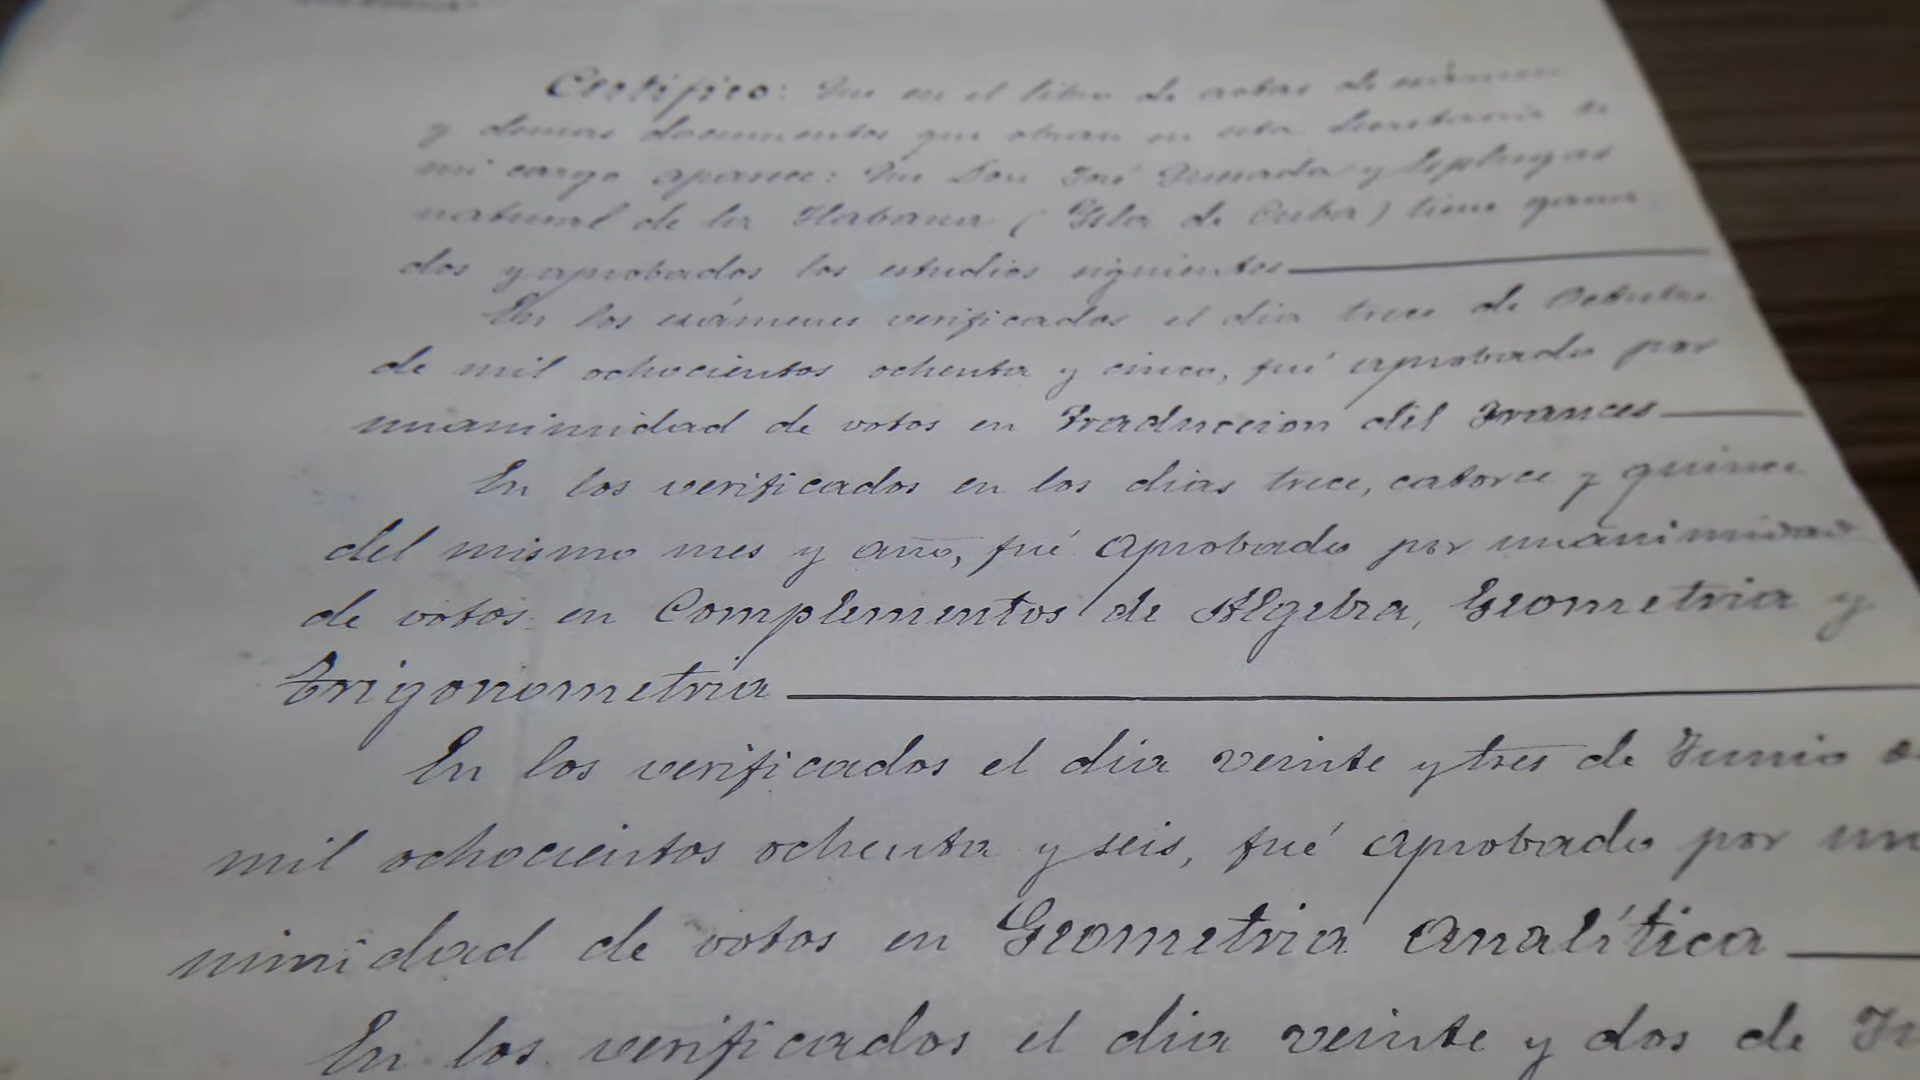 Certifico: Que en el libro de actas de exámenes
y demas documentos que obran en esta Secretaria de
mi cargo aparece: Que Don José y
natural de la Habana (Isla de Cuba) tiene gana
dos y aprobados los estudios siguientes
En los exámenes verificados el dia trece de Octubre
de mil ochocientos ochenta y cinco, fué aprobado por
unanimidad de votos en Traduccion del Frances
En los verificados en los dias trece, catorce y quince
del mismo mes y año, fué aprobado por unanimidad
de votos en Complementos de Algebra, Geometria y
Trigonometria
En los verificados el dia veinte y tres de Junio de
mil ochocientos ochenta y seis, fué aprobado por una
nimidad de votos en Geometria Analítica
En los verificados el dia veinte y dos de